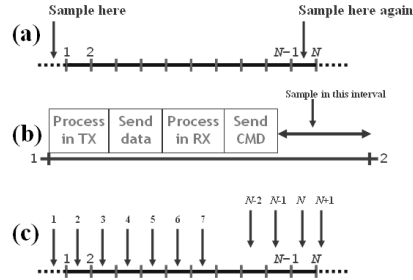 Sample here Sample here again
(a)
1 2 N-1 N
Sample in this interval
(b) Process in TX Send data Process in RX Send CMD
1 2
(c) 1 2 3 4 5 6 7 N-2 N-1 N N+1
1 2 N-1 N